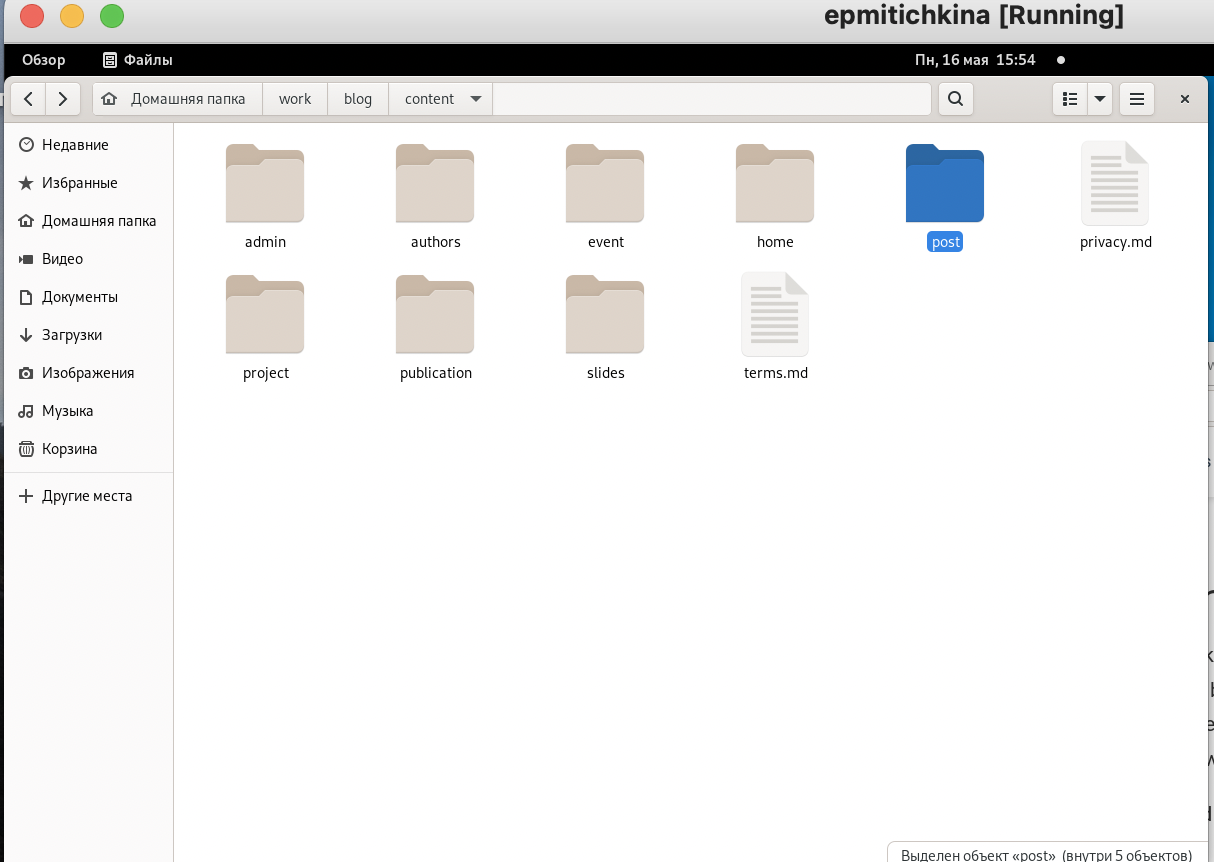 epmitichkina [Running]
Обзор Файлы Пн, 16 мая 15:54
Домашняя папка work blog content
Недавние
Избранные
Домашняя папка
Видео
Документы
Загрузки
Изображения
Музыка
Корзина
Другие места
admin authors event home post privacy.md
project publication slides terms.md
Выделен объект «post» (внутри 5 объектов)